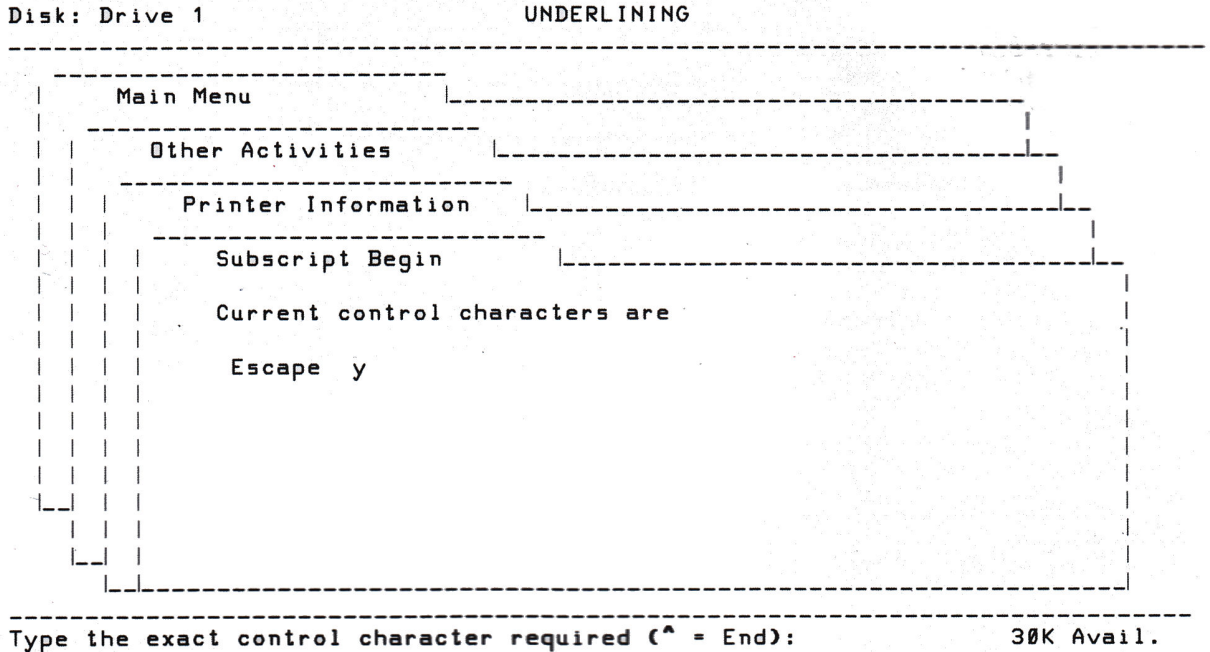 Disk: Drive 1 UNDERLINING
Main Menu
Other Activities
Printer Information
Subscript Begin
Current control characters are
Escape y
Type the exact control character required (^ = End): 30K Avail.